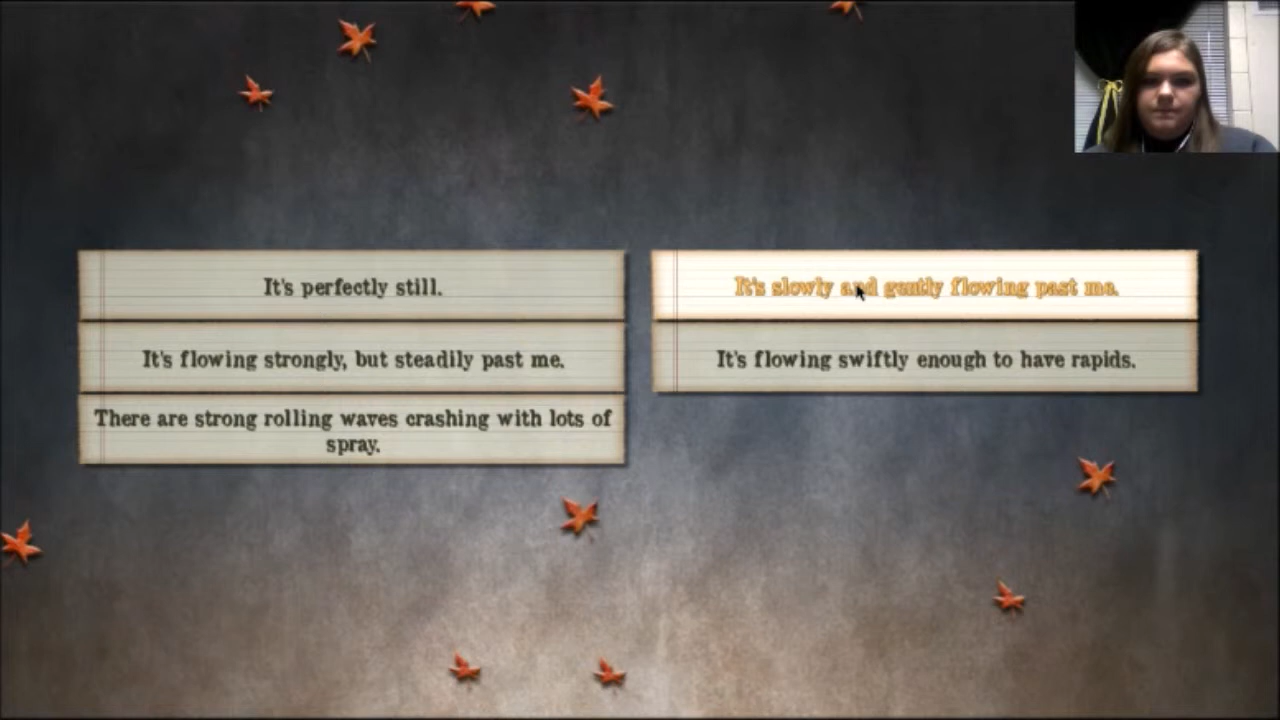 It's perfectly still.
It's slowly and gently flowing past me.
It's flowing strongly, but steadily past me.
It's flowing swiftly enough to have rapids.
There are strong rolling waves crashing with lots of
spray.